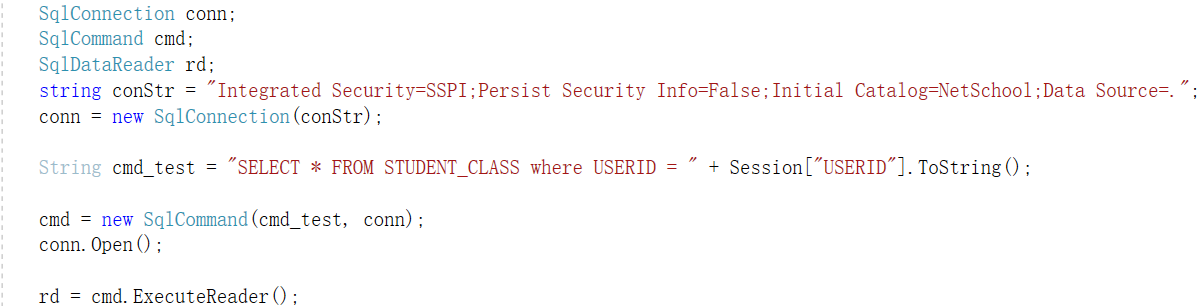 SqlConnection conn;
SqlCommand cmd;
SqlDataReader rd;
string conStr = "Integrated Security=SSPI;Persist Security Info=False;Initial Catalog=NetSchool;Data Source=.";
conn = new SqlConnection(conStr);
String cmd_test = "SELECT * FROM STUDENT_CLASS where USERID = " + Session["USERID"].ToString();
cmd = new SqlCommand(cmd_test, conn);
conn.Open();
rd = cmd.ExecuteReader();